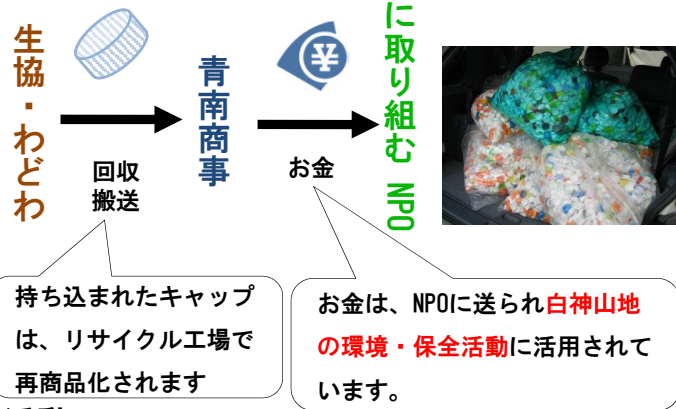 生協・わどわ
回収
搬送
青南商事
¥
お金
に取り組む NPO
持ち込まれたキャップ
は、リサイクル工場で
再商品化されます
お金は、NPOに送られ白神山地
の環境・保全活動に活用されて
います。